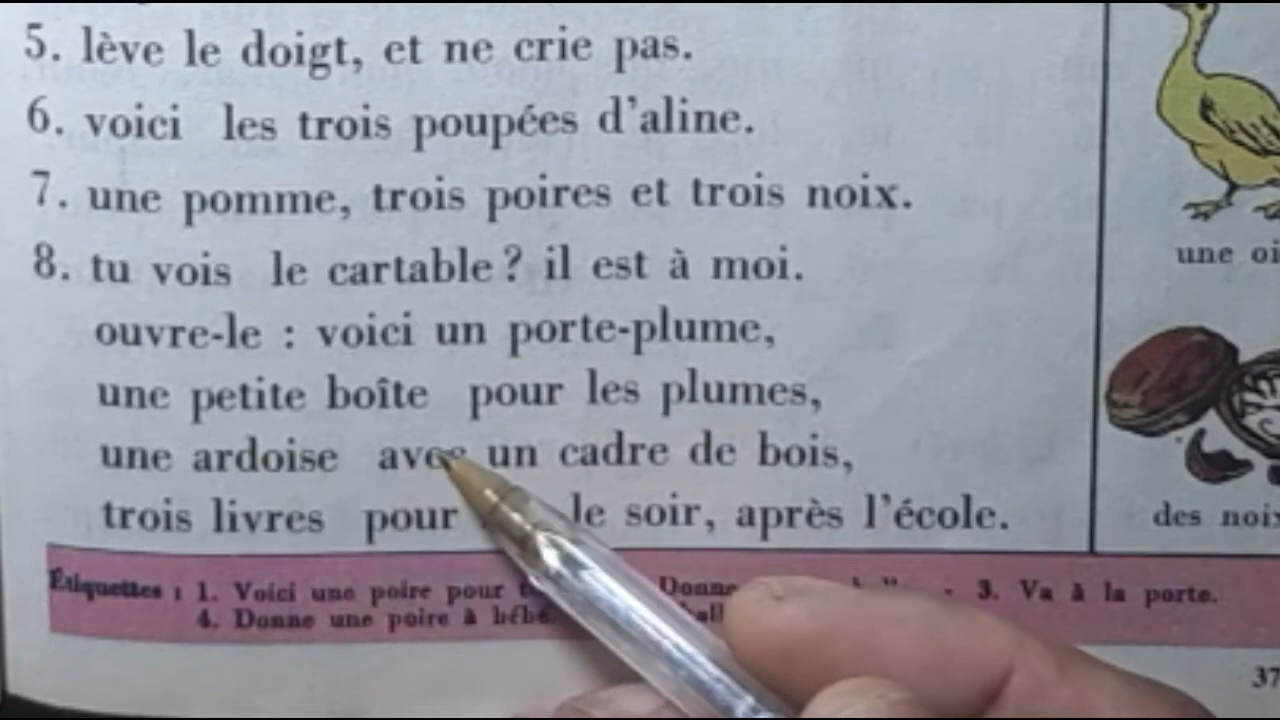 5. lève le doigt, et ne crie pas.
6. voici les trois poupées d'aline.
7. une pomme, trois poires et trois noix.
8. tu vois le cartable ? il est à moi.
ouvre-le : voici un porte-plume,
une petite boîte pour les plumes,
une ardoise avec un cadre de bois,
trois livres pour le soir, après l'école.
une
des noix
Étiquettes : 1. Voici une poire pour Donne - 3. Va à la porte.
4. Donne une poire à bébé.
37